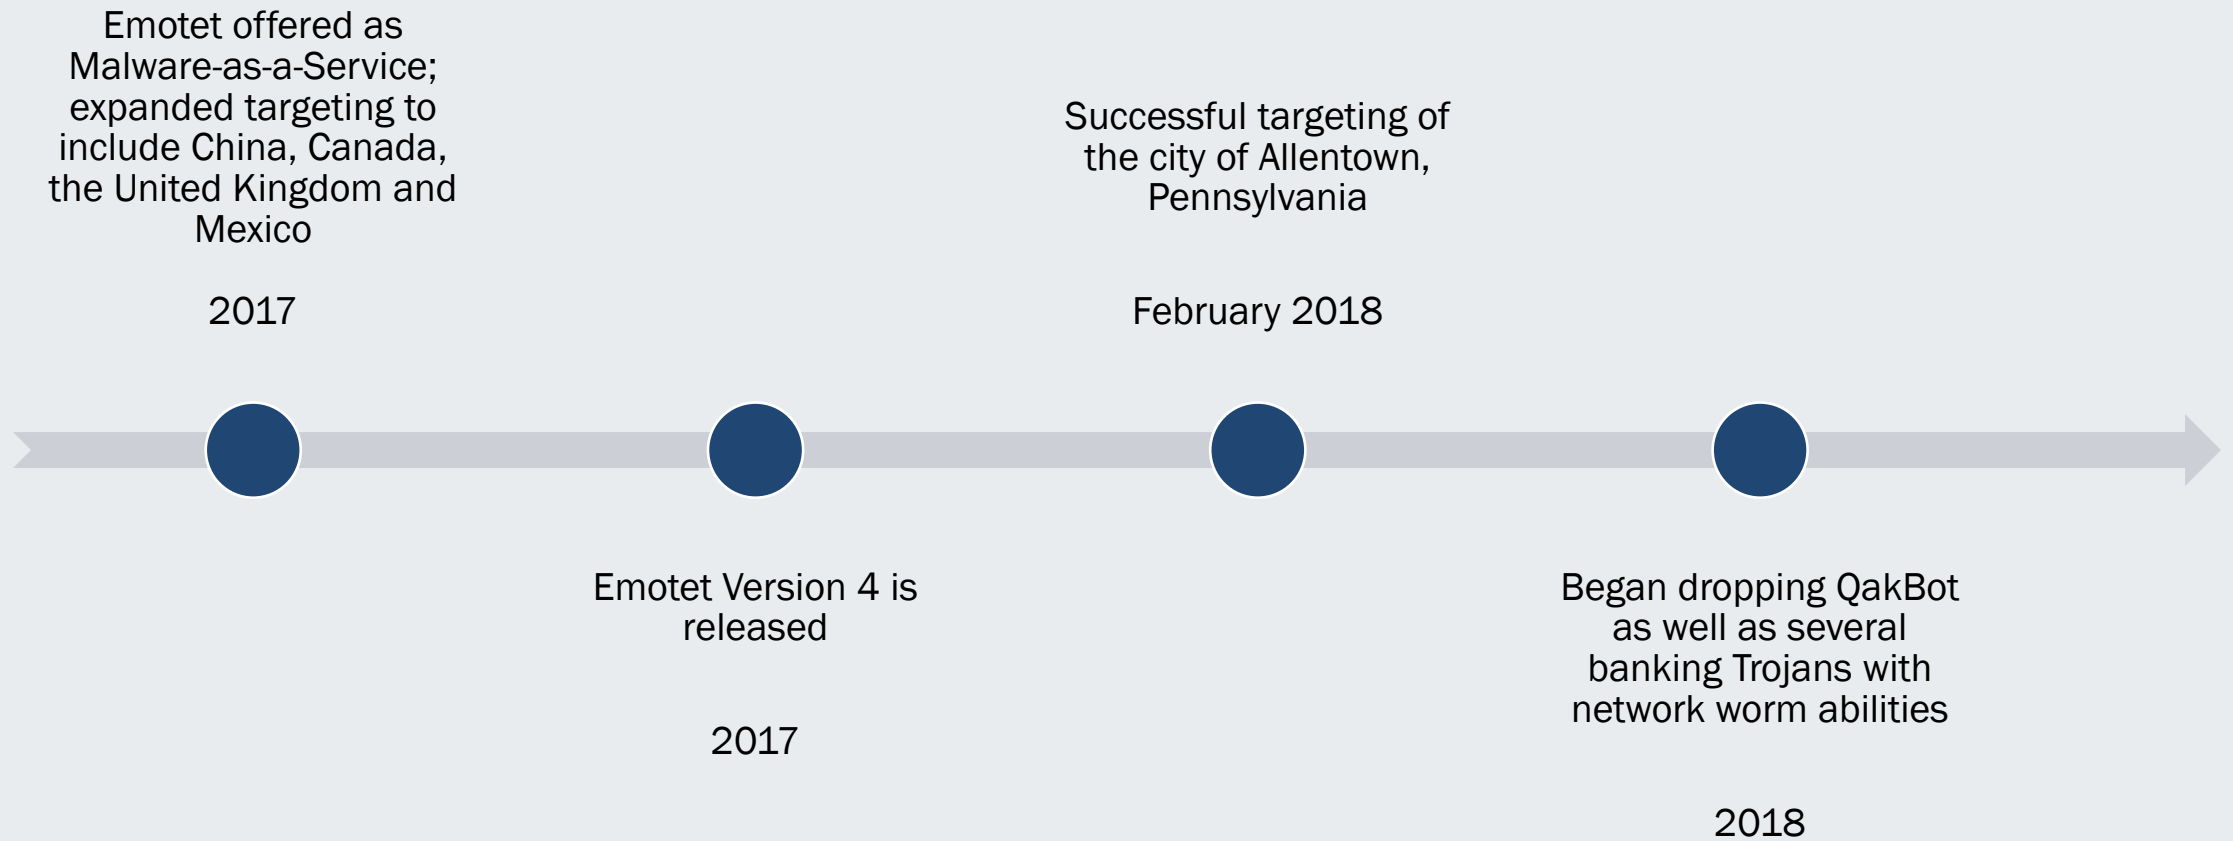 Emotet offered as
Malware-as-a-Service;
expanded targeting to
include China, Canada,
the United Kingdom and
Mexico
2017
Emotet Version 4 is
released
2017
Successful targeting of
the city of Allentown,
Pennsylvania
February 2018
Began dropping QakBot
as well as several
banking Trojans with
network worm abilities
2018